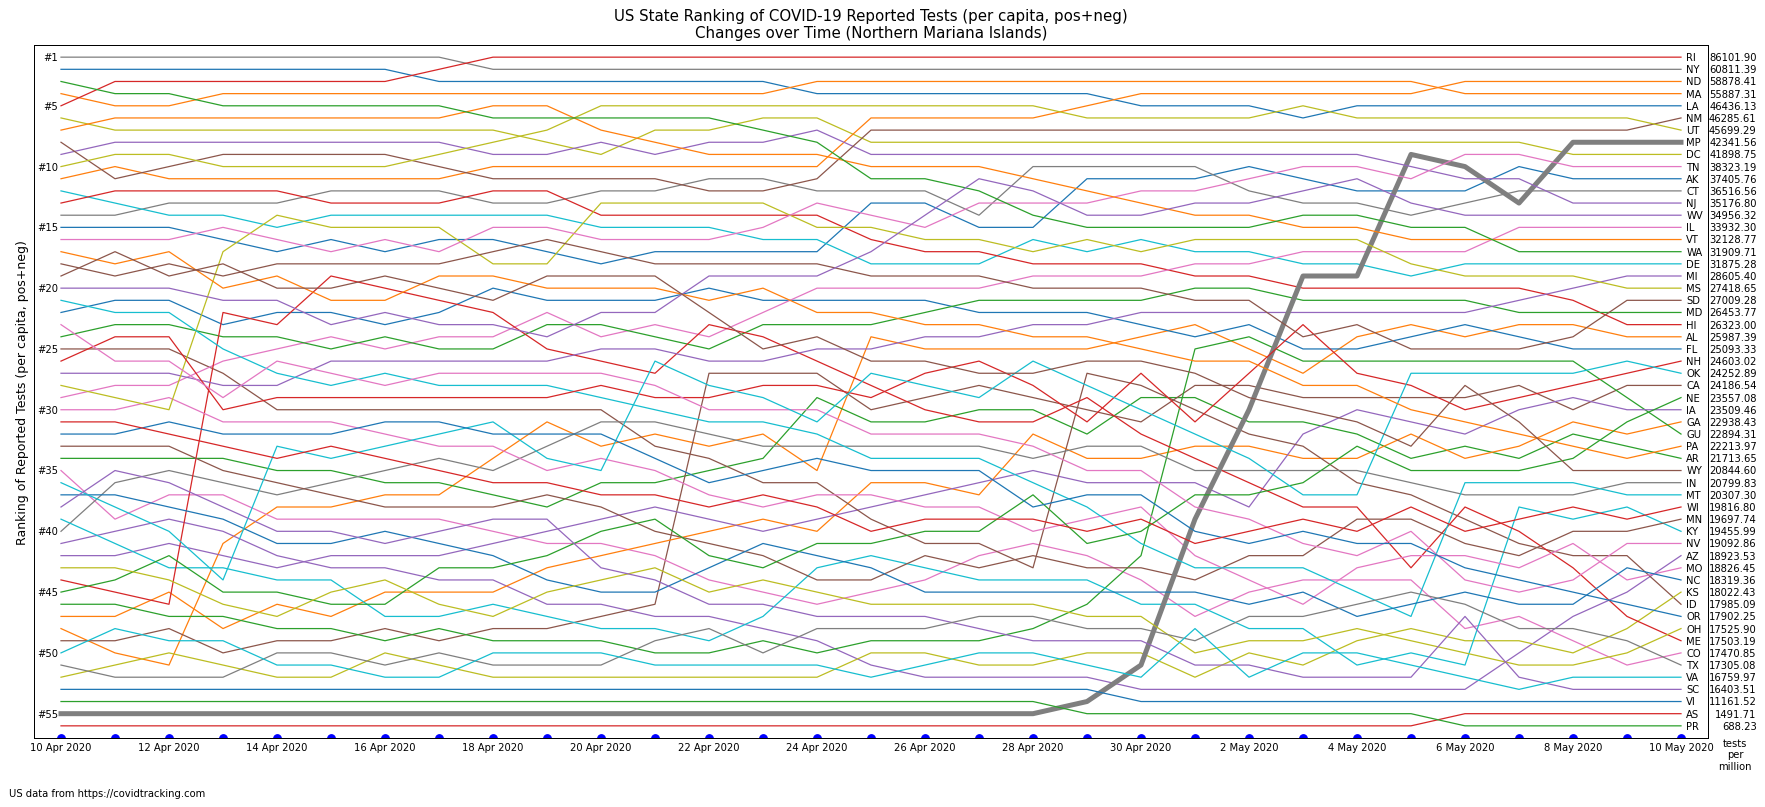 US State Ranking of COVID-19 Reported Tests (per capita, pos+neg)
Changes over Time (Northern Mariana Islands)
Ranking of Reported Tests (per capita, pos+neg)
#1
#5
#10
#15
#20
#25
#30
#35
#40
#45
#50
#55
RI 86101.90
NY 60811.39
ND 58878.41
MA 55887.31
LA 46436.13
NM 46285.61
UT 45699.29
MP 42341.56
DC 41898.75
TN 38323.19
AK 37405.76
CT 36516.56
NJ 35176.80
WV 34956.32
IL 33932.30
VT 32128.77
WA 31909.71
DE 31875.28
MI 28605.40
MS 27418.65
SD 27009.28
MD 26453.77
HI 26323.00
AL 25987.39
FL 25093.33
NH 24603.02
OK 24252.89
CA 24186.54
NE 23557.08
IA 23509.46
GA 22938.43
GU 22894.31
PA 22213.97
AR 21713.65
WY 20844.60
IN 20799.83
MT 20307.30
WI 19816.80
MN 19697.74
KY 19455.99
NV 19092.86
AZ 18923.53
MO 18826.45
NC 18319.36
KS 18022.43
ID 17985.09
OR 17902.25
OH 17525.90
ME 17503.19
CO 17470.85
TX 17305.08
VA 16759.97
SC 16403.51
VI 11161.52
AS 1491.71
PR 688.23
10 Apr 2020 12 Apr 2020 14 Apr 2020 16 Apr 2020 18 Apr 2020 20 Apr 2020 22 Apr 2020 24 Apr 2020 26 Apr 2020 28 Apr 2020 30 Apr 2020 2 May 2020 4 May 2020 6 May 2020 8 May 2020 10 May 2020
tests
per
million
US data from https://covidtracking.com